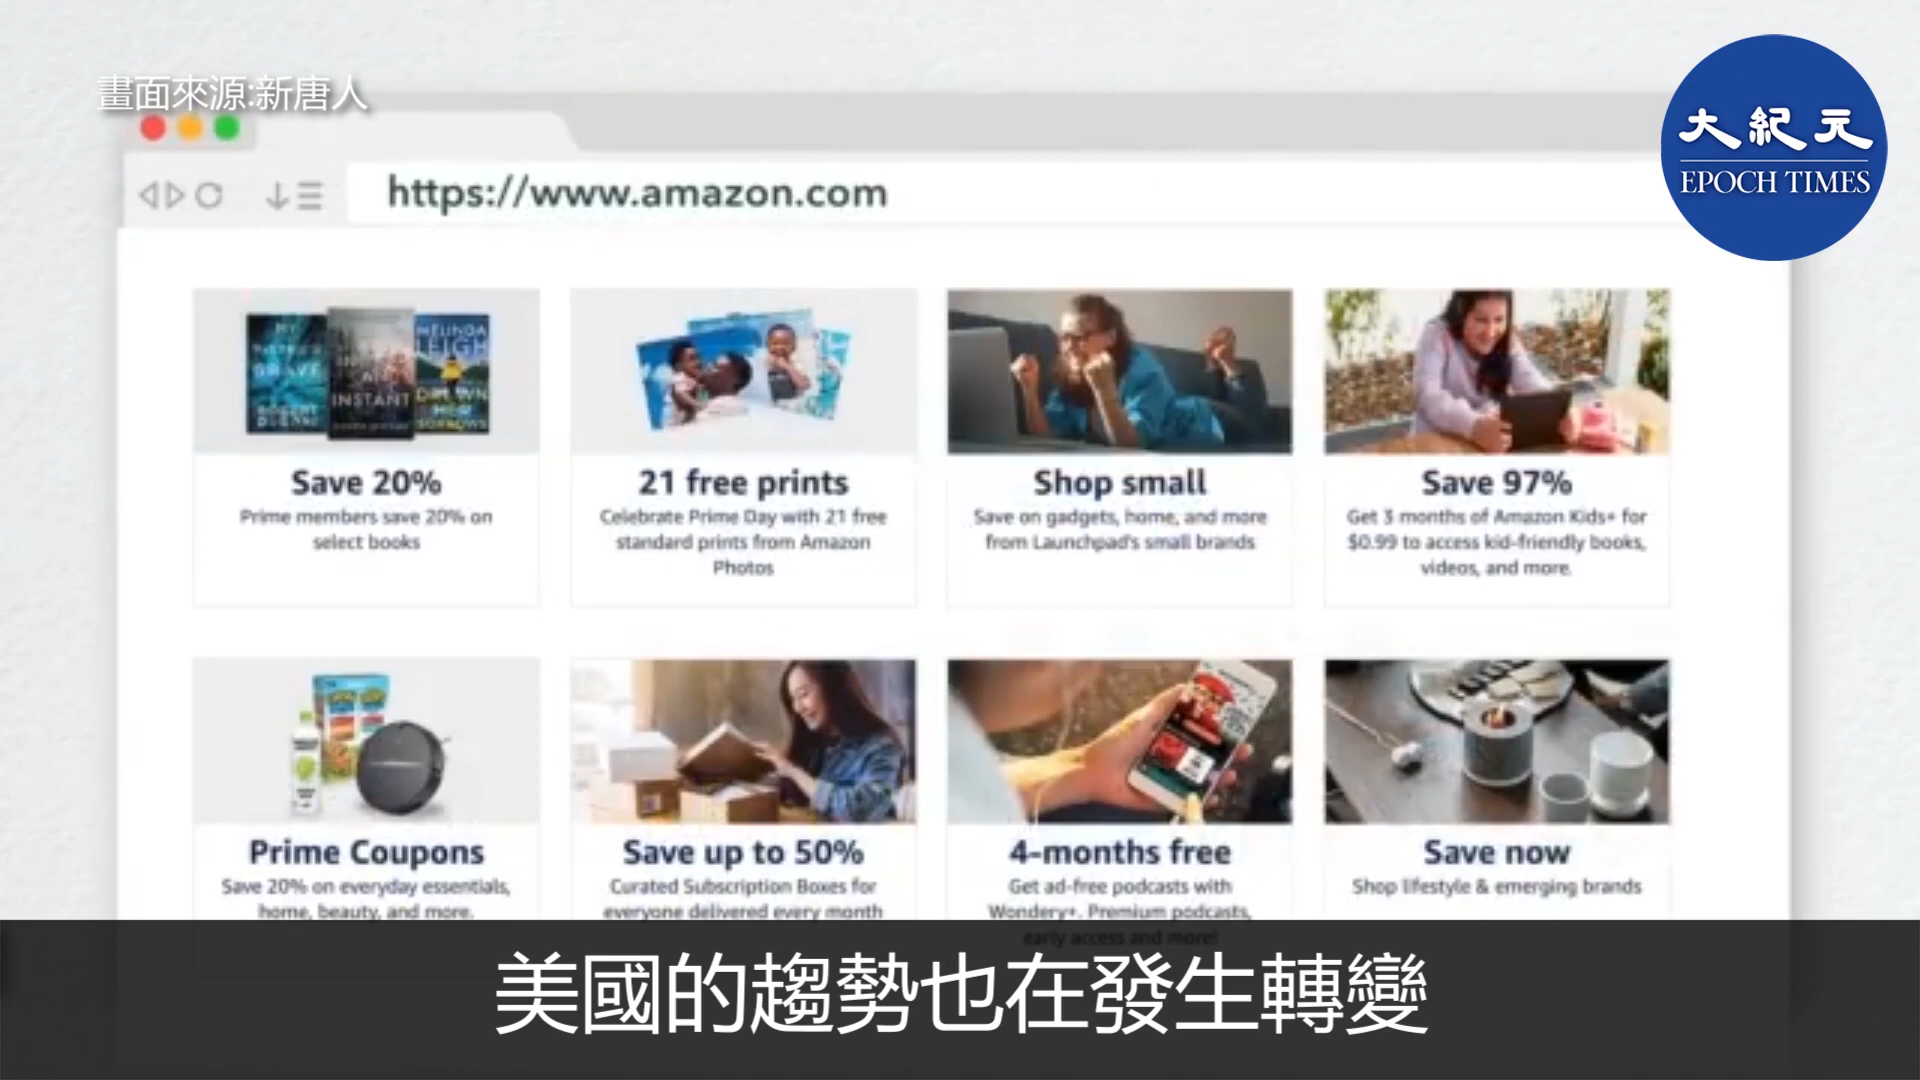 畫面來源:新唐人
大紀元
EPOCH TIMES
https://www.amazon.com
MELINDA
LEIGH
INSTANT
Save 20%
Prime members save 20% on
select books
21 free prints
Celebrate Prime Day with 21 free
standard prints from Amazon
Photos
Shop small
Save on gadgets, home, and more
from Launchpad's small brands
Save 97%
Get 3 months of Amazon Kids+ for
$0.99 to access kid-friendly books,
videos, and more.
Prime Coupons
Save 20% on everyday essentials,
home, beauty, and more.
Save up to 50%
Curated Subscription Boxes for
everyone delivered every month
4-months free
Get ad-free podcasts with
Wondery+. Premium podcasts,
early access and more!
Save now
Shop lifestyle & emerging brands
美國的趨勢也在發生轉變